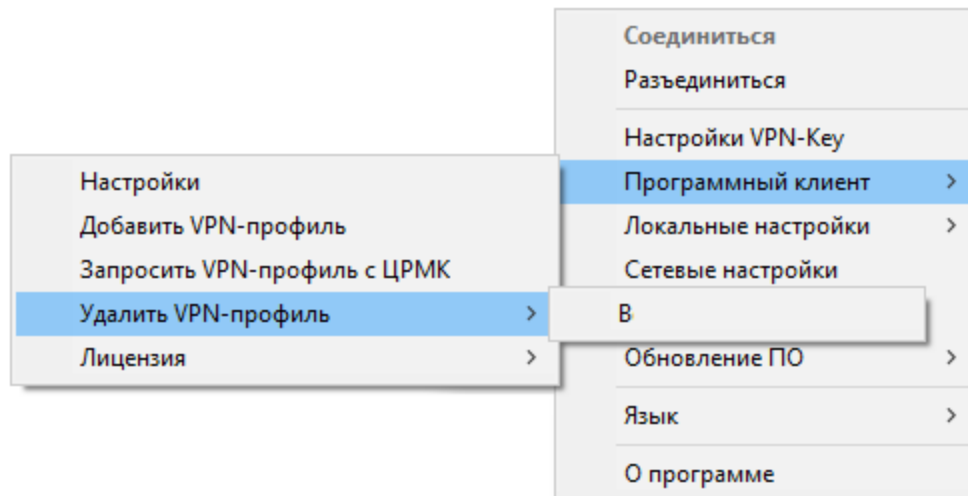 Соединиться
Разъединиться
Настройки VPN-Key
Программный клиент
Локальные настройки
Сетевые настройки
Обновление ПО
Язык
О программе
Настройки
Добавить VPN-профиль
Запросить VPN-профиль с ЦРМК
Удалить VPN-профиль
Лицензия
В